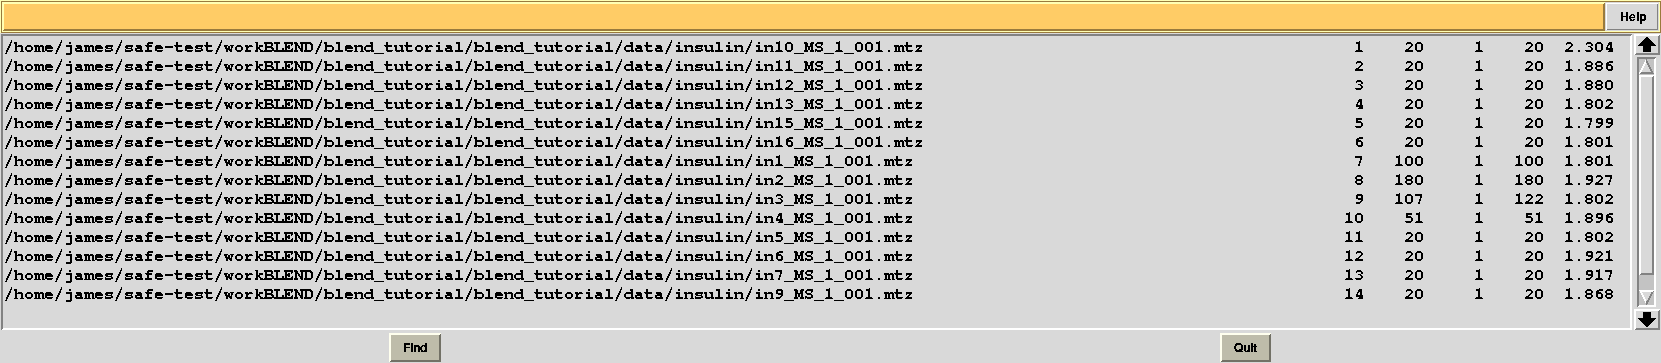 Help
/home/james/safe-test/workBLEND/blend_tutorial/blend_tutorial/data/insulin/in10_MS_1_001.mtz 1 20 1 20 2.304
/home/james/safe-test/workBLEND/blend_tutorial/blend_tutorial/data/insulin/in11_MS_1_001.mtz 2 20 1 20 1.886
/home/james/safe-test/workBLEND/blend_tutorial/blend_tutorial/data/insulin/in12_MS_1_001.mtz 3 20 1 20 1.880
/home/james/safe-test/workBLEND/blend_tutorial/blend_tutorial/data/insulin/in13_MS_1_001.mtz 4 20 1 20 1.802
/home/james/safe-test/workBLEND/blend_tutorial/blend_tutorial/data/insulin/in15_MS_1_001.mtz 5 20 1 20 1.799
/home/james/safe-test/workBLEND/blend_tutorial/blend_tutorial/data/insulin/in16_MS_1_001.mtz 6 20 1 20 1.801
/home/james/safe-test/workBLEND/blend_tutorial/blend_tutorial/data/insulin/in1_MS_1_001.mtz 7 100 1 100 1.801
/home/james/safe-test/workBLEND/blend_tutorial/blend_tutorial/data/insulin/in2_MS_1_001.mtz 8 180 1 180 1.927
/home/james/safe-test/workBLEND/blend_tutorial/blend_tutorial/data/insulin/in3_MS_1_001.mtz 9 107 1 122 1.802
/home/james/safe-test/workBLEND/blend_tutorial/blend_tutorial/data/insulin/in4_MS_1_001.mtz 10 51 1 51 1.896
/home/james/safe-test/workBLEND/blend_tutorial/blend_tutorial/data/insulin/in5_MS_1_001.mtz 11 20 1 20 1.802
/home/james/safe-test/workBLEND/blend_tutorial/blend_tutorial/data/insulin/in6_MS_1_001.mtz 12 20 1 20 1.921
/home/james/safe-test/workBLEND/blend_tutorial/blend_tutorial/data/insulin/in7_MS_1_001.mtz 13 20 1 20 1.917
/home/james/safe-test/workBLEND/blend_tutorial/blend_tutorial/data/insulin/in9_MS_1_001.mtz 14 20 1 20 1.868
Find Quit